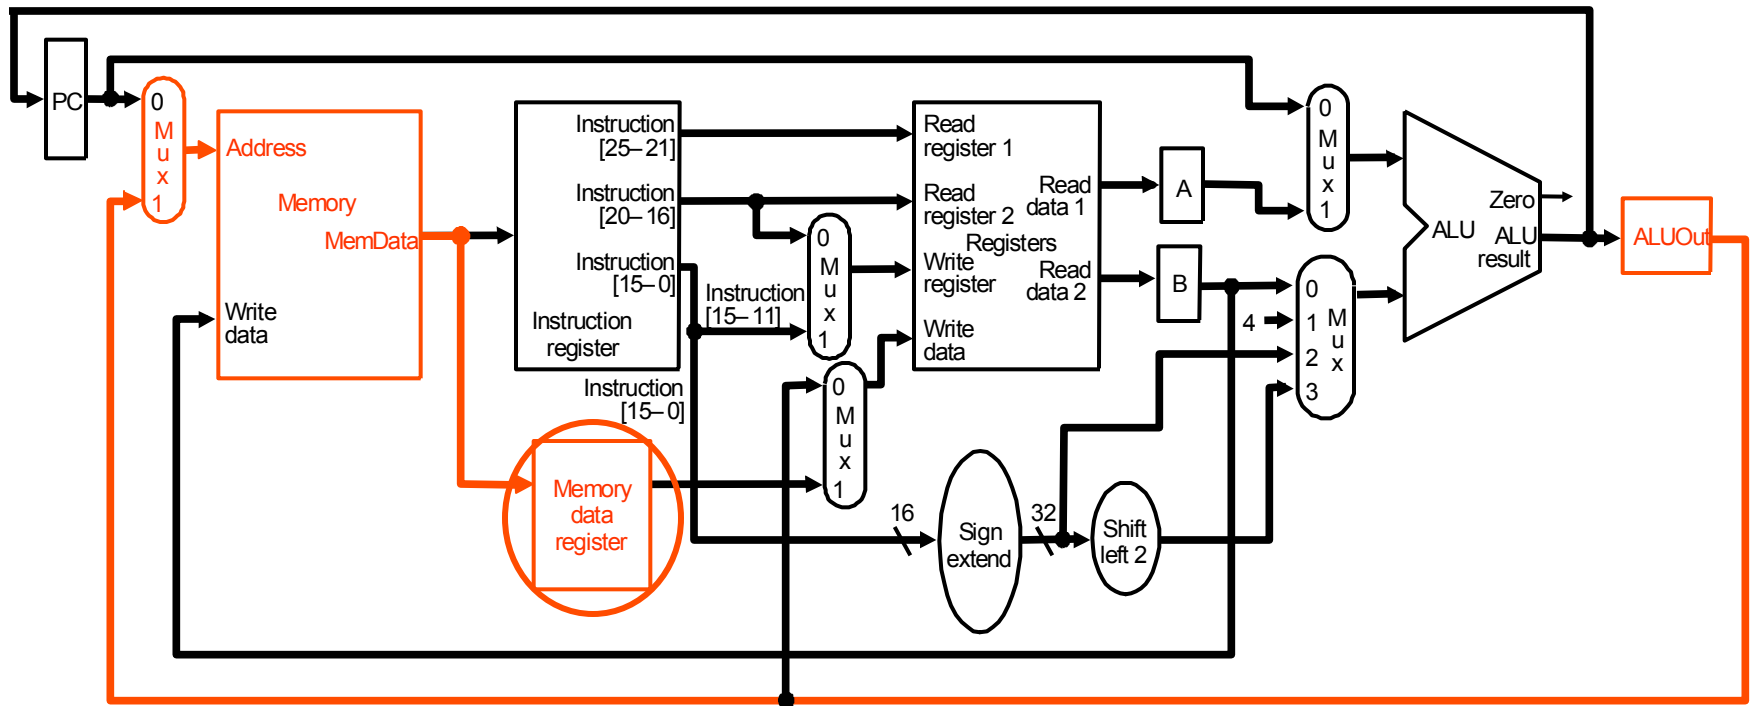 PC
0
M
u
x
1
Address
Memory
MemData
Write
data
Instruction
[25–21]
Instruction
[20–16]
Instruction
[15–0]
Instruction
register
Instruction
[15–11]
Instruction
[15–0]
0
M
u
x
1
0
M
u
x
1
Memory
data
register
Read
register 1
Read
register 2
Write
register
Write
data
Registers
Read
data 1
Read
data 2
16
Sign
extend
32
Shift
left 2
A
B
4
0
M
u
x
1
0
1
2
3
M
u
x
Zero
ALU
ALU
result
ALUOut